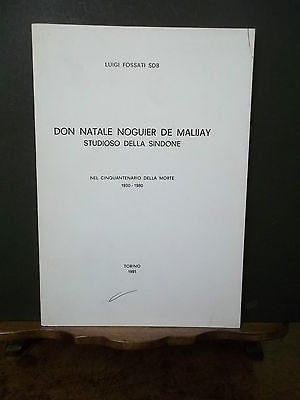 LUIGI FOSSATI SDB
DON NATALE NOGUIER DE MALIJAY
STUDIOSO DELLA SINDONE
NEL CINQUANTENARIO DELLA MORTE
1930 - 1980
TORINO
1981